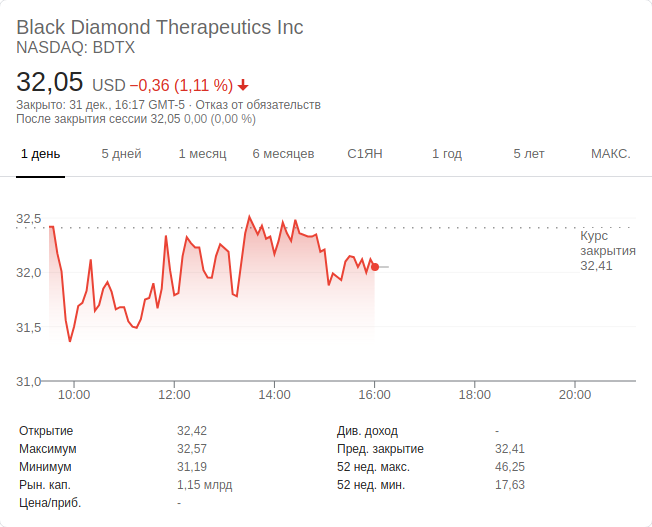 Black Diamond Therapeutics Inc
NASDAQ: BDTX
32,05 USD −0,36 (1,11 %)
Закрыто: 31 дек., 16:17 GMT-5 · Отказ от обязательств
После закрытия сессии 32,05 0,00 (0,00 %)
1 день 5 дней 1 месяц 6 месяцев С1ЯН 1 год 5 лет МАКС.
32,5
Курс
закрытия
32,41
32,0
31,5
31,0
10:00 12:00 14:00 16:00 18:00 20:00
Открытие 32,42 Див. доход -
Максимум 32,57 Пред. закрытие 32,41
Минимум 31,19 52 нед. макс. 46,25
Рын. кап. 1,15 млрд 52 нед. мин. 17,63
Цена/приб. -